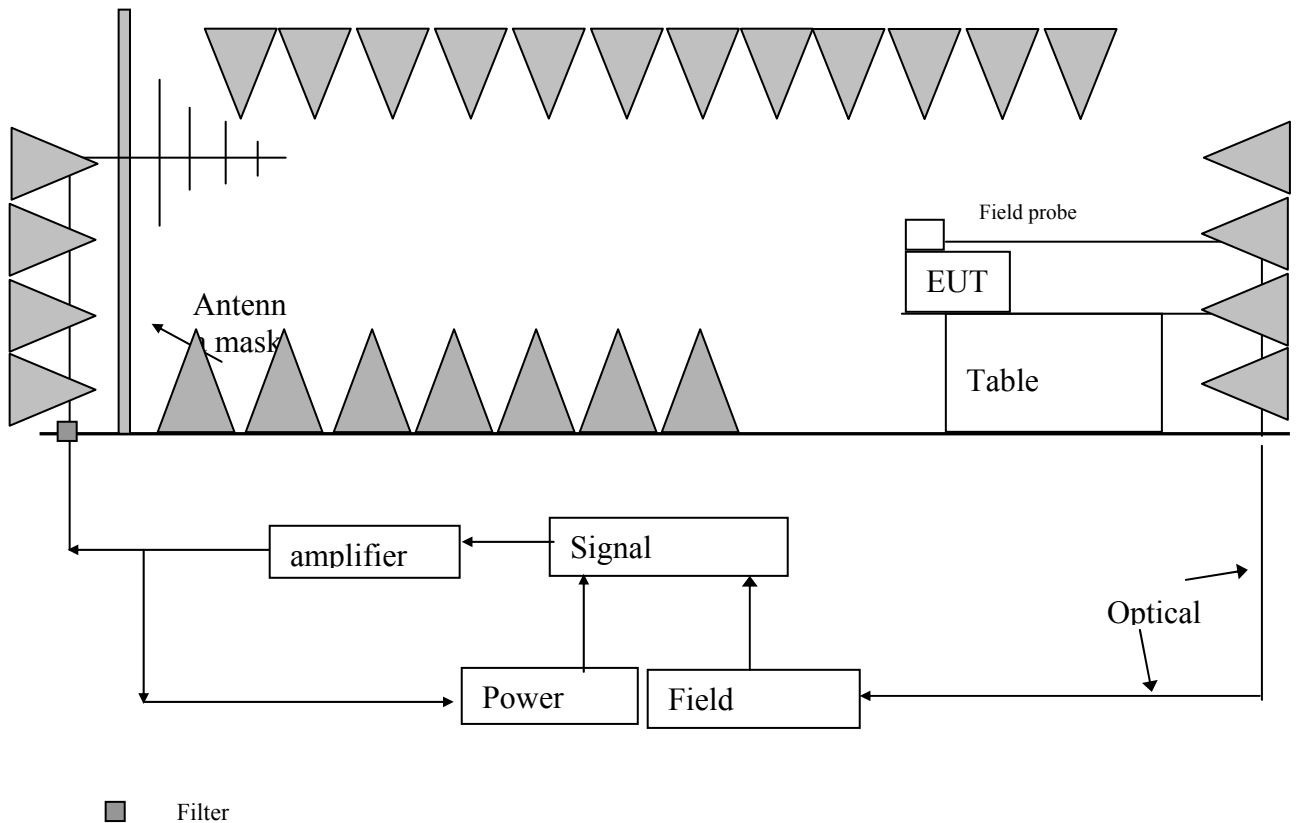 Field probe
EUT
Antenn
a mask
Table
amplifier
Signal
Optical
Power
Field
Filter